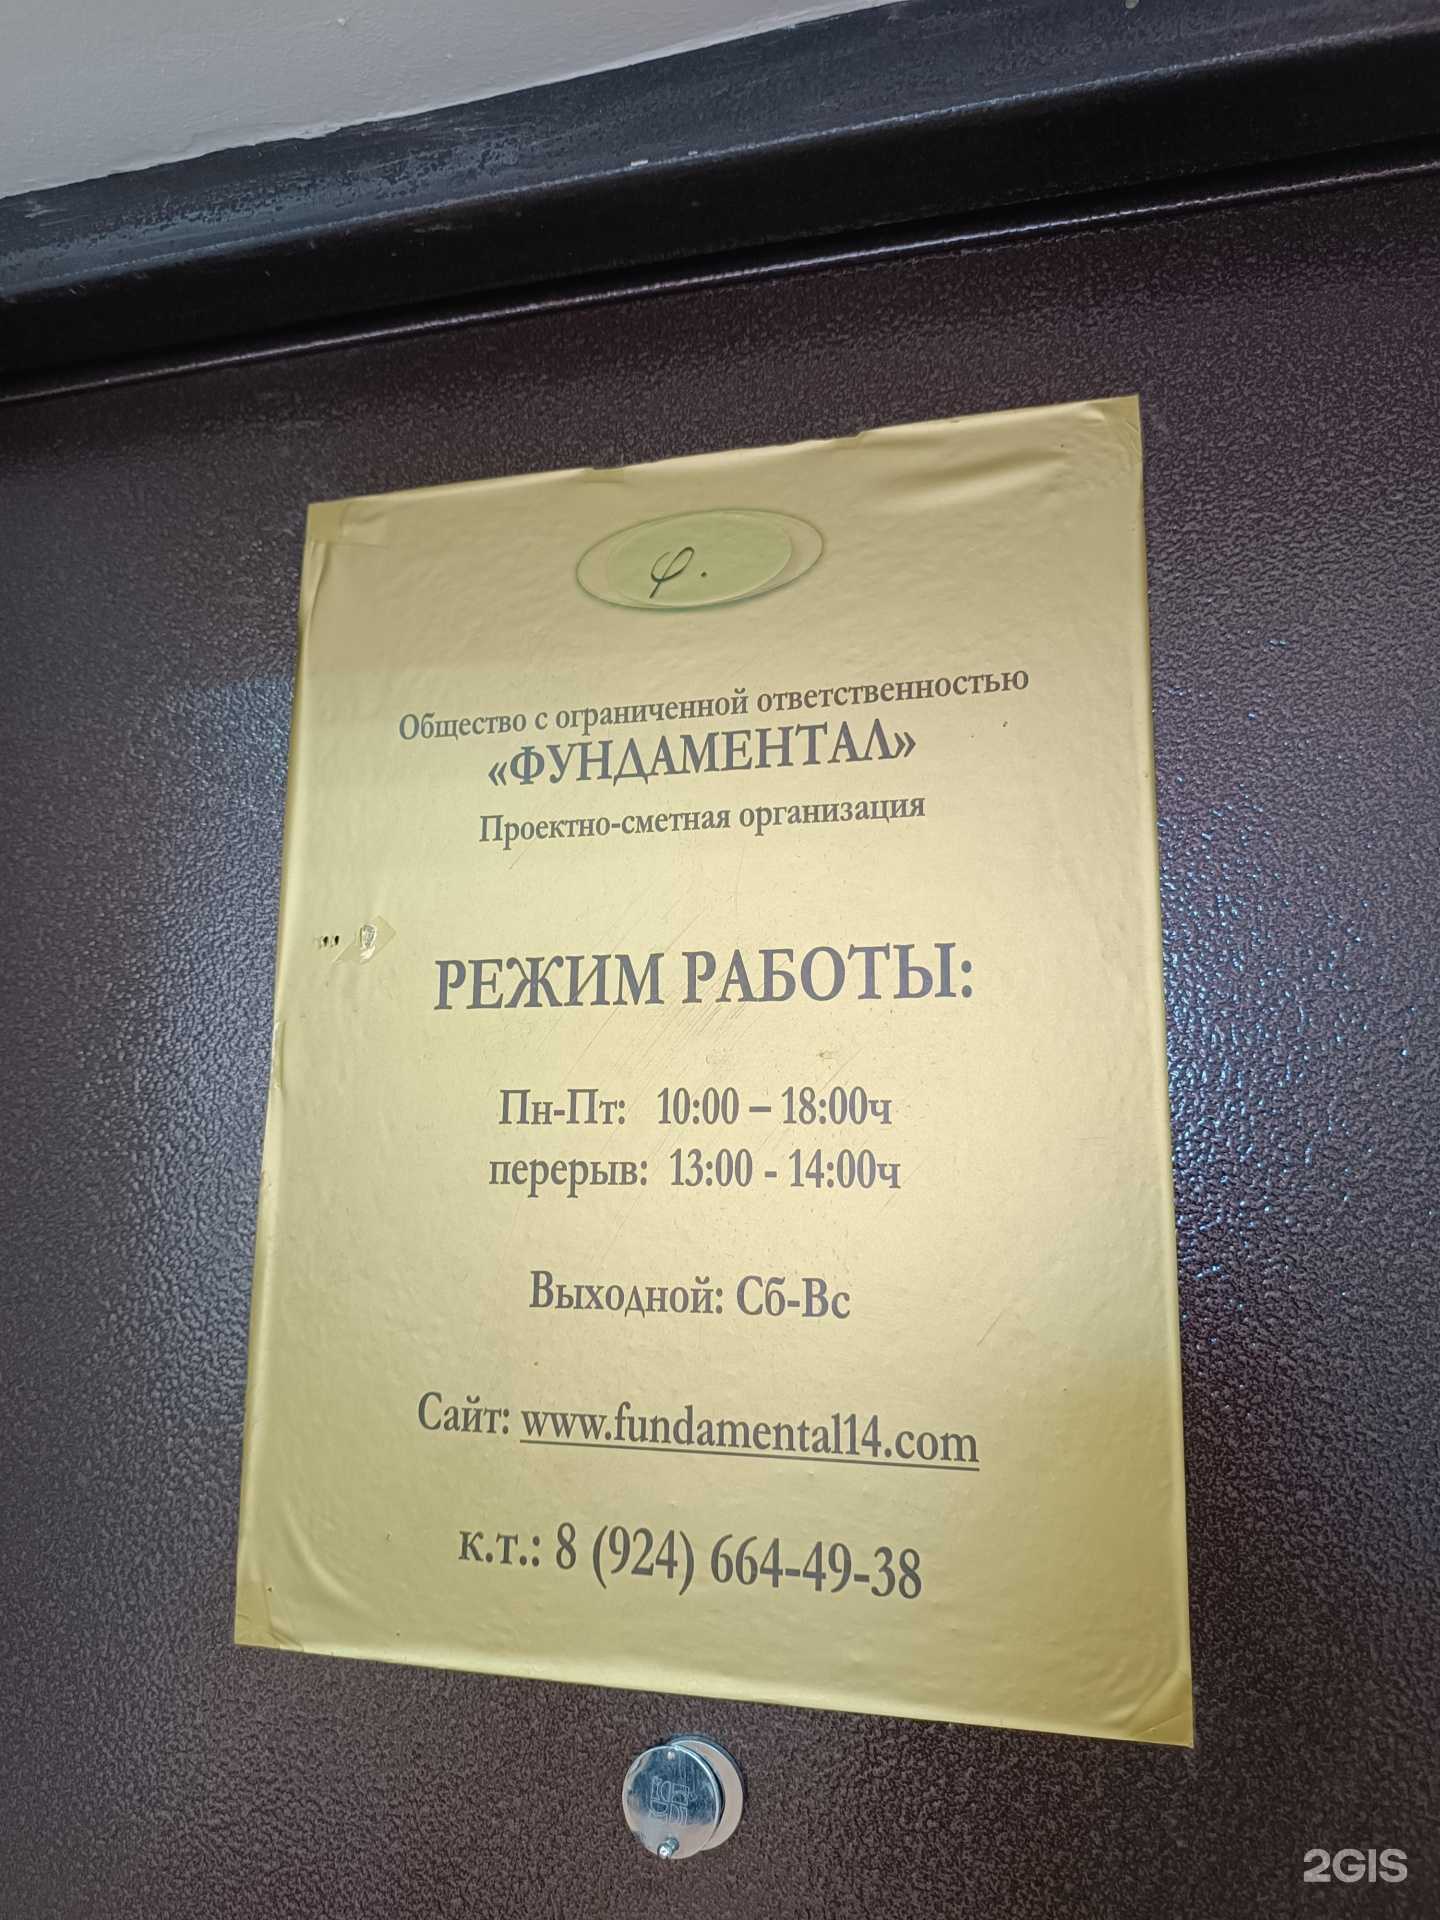 φ.
Общество с ограниченной ответственностью
«ФУНДАМЕНТАЛ»
Проектно-сметная организация
РЕЖИМ РАБОТЫ:
Пн-Пт: 10:00 – 18:00ч
перерыв: 13:00 - 14:00ч
Выходной: Сб-Вс
Сайт: www.fundamental14.com
к.т.: 8 (924) 664-49-38
2GIS